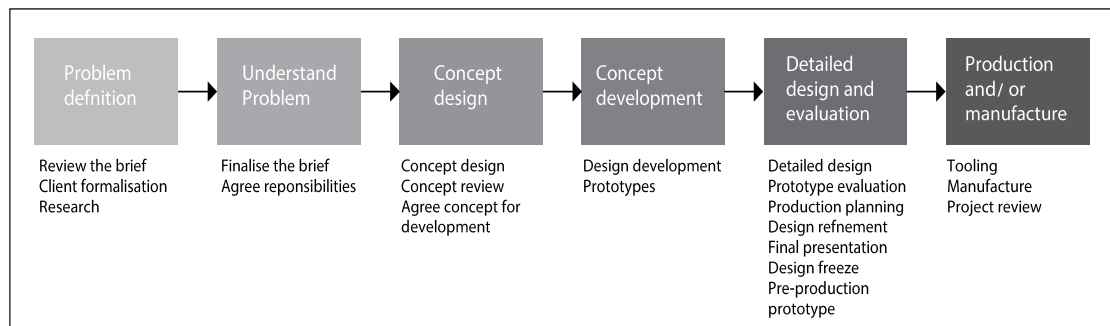 Problem
defnition
Understand
Problem
Concept
design
Concept
development
Detailed
design and
evaluation
Production
and/ or
manufacture
Review the brief
Client formalisation
Research
Finalise the brief
Agree reponsibilities
Concept design
Concept review
Agree concept for
development
Design development
Prototypes
Detailed design
Prototype evaluation
Production planning
Design refnement
Final presentation
Design freeze
Pre-production
prototype
Tooling
Manufacture
Project review